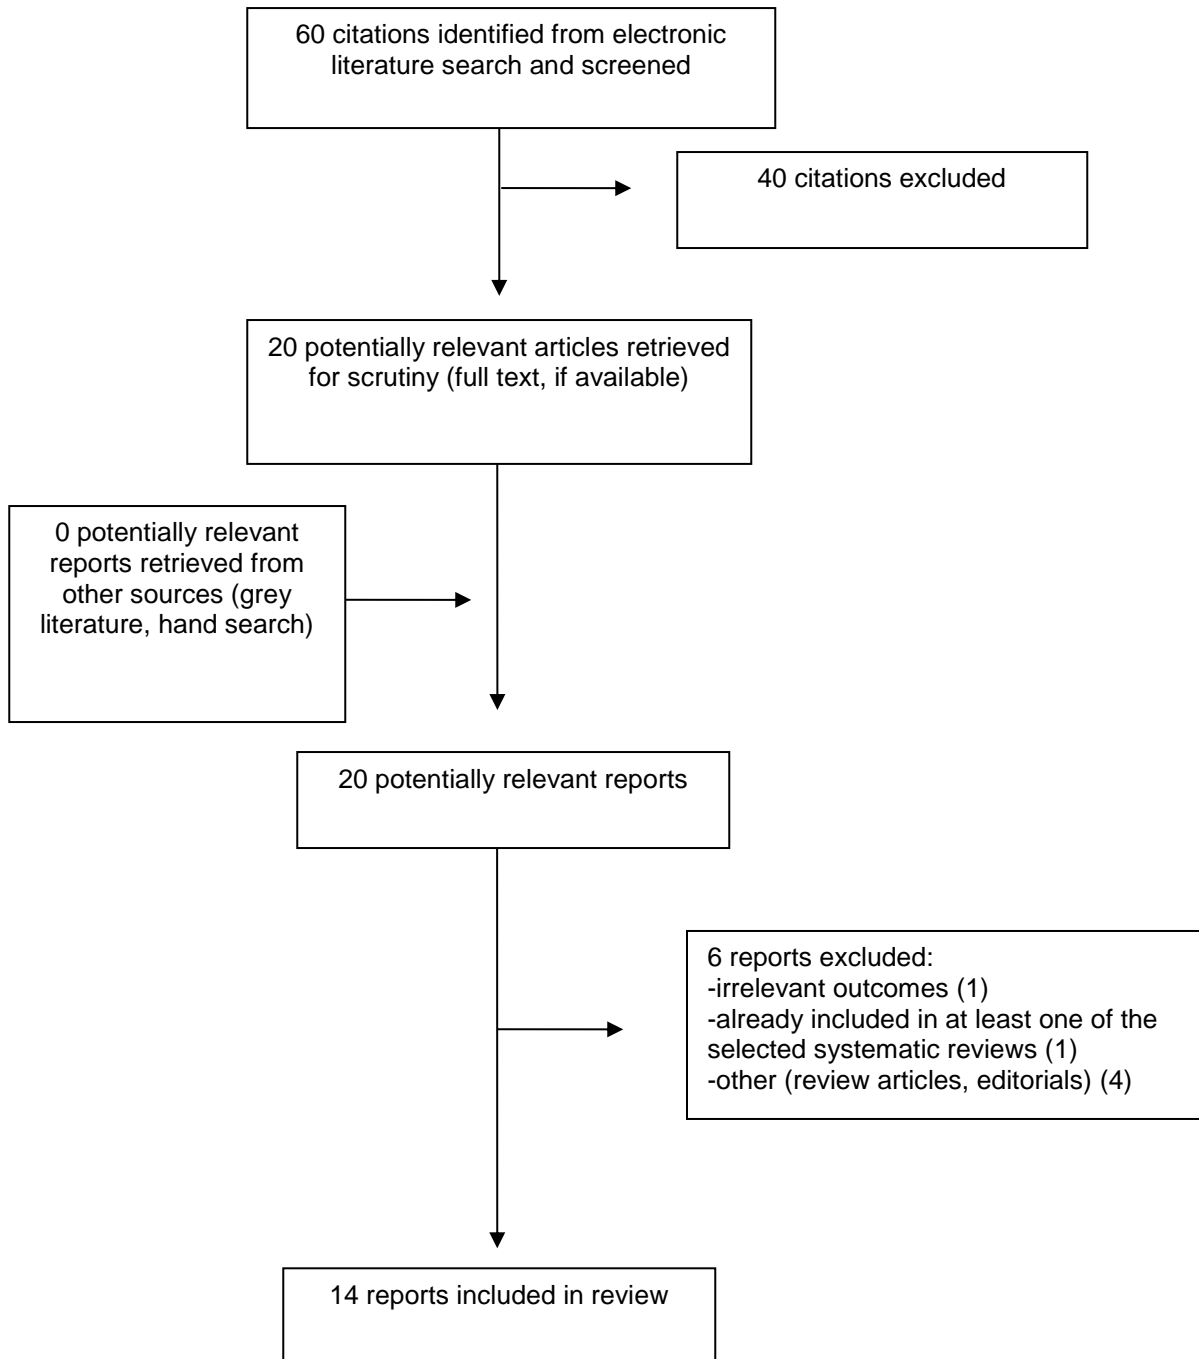 60 citations identified from electronic
literature search and screened
40 citations excluded
20 potentially relevant articles retrieved
for scrutiny (full text, if available)
0 potentially relevant
reports retrieved from
other sources (grey
literature, hand search)
20 potentially relevant reports
6 reports excluded:
-irrelevant outcomes (1)
-already included in at least one of the
selected systematic reviews (1)
-other (review articles, editorials) (4)
14 reports included in review